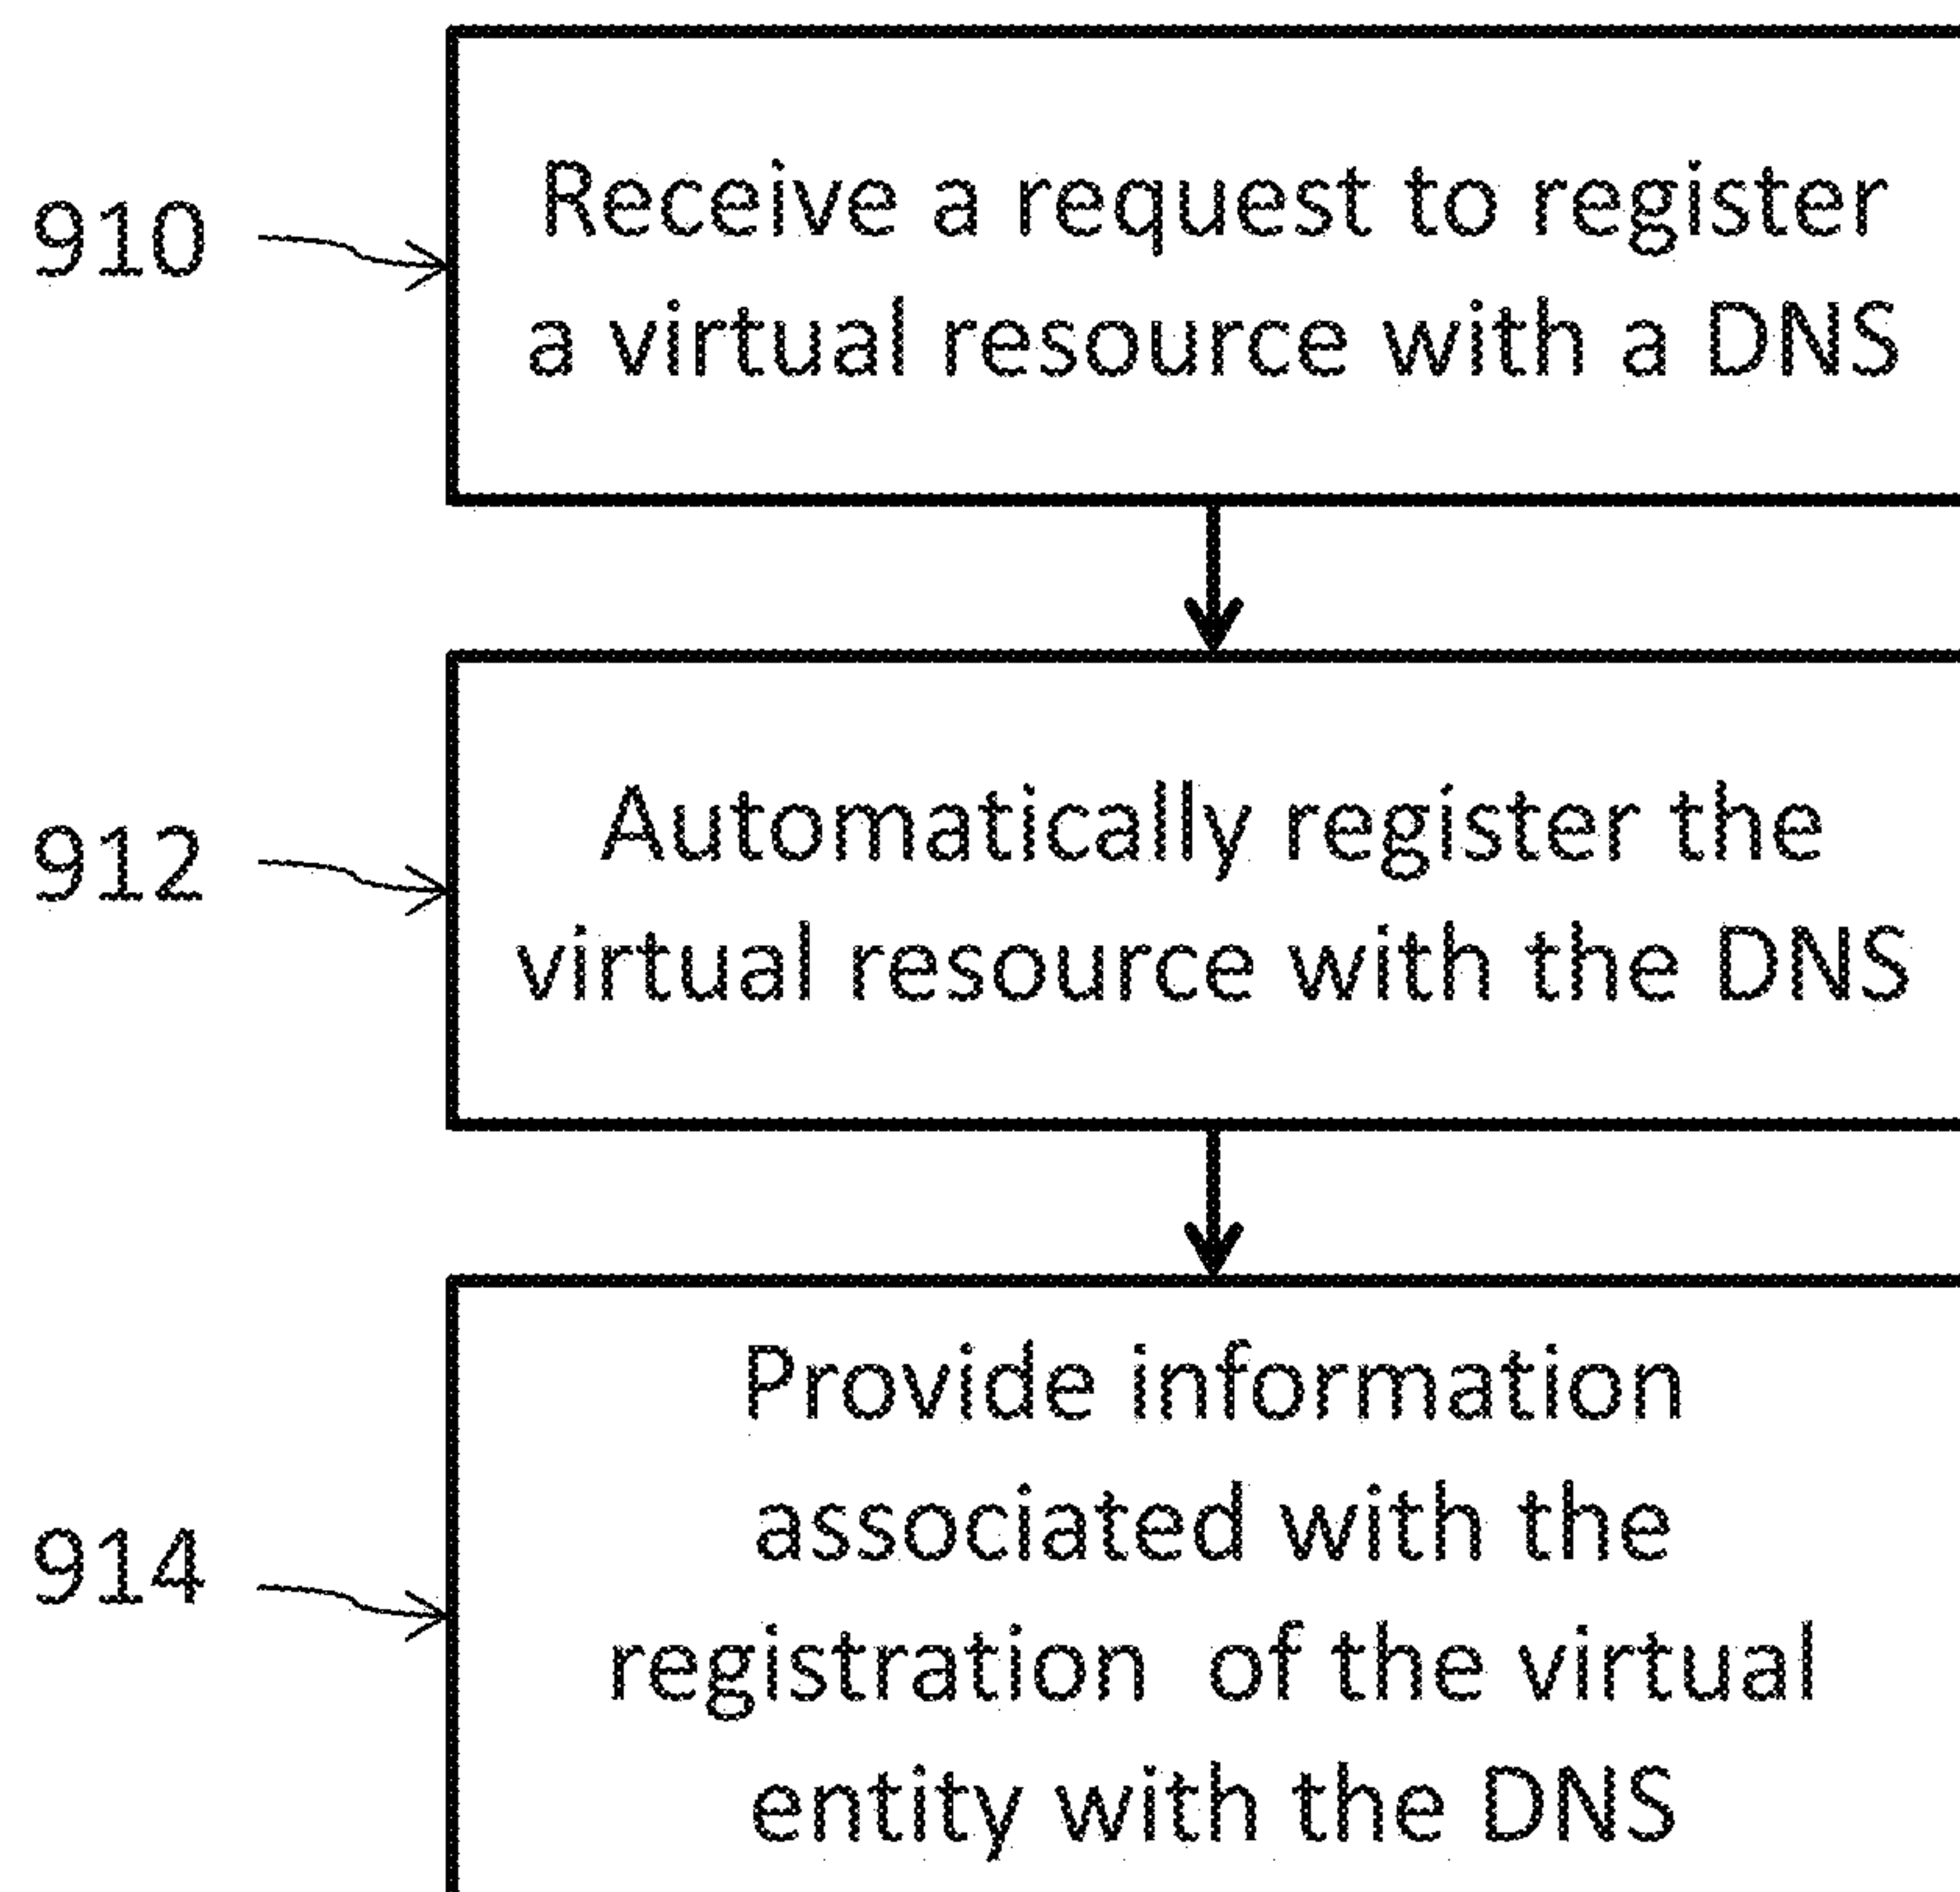 910
Receive a request to register
a virtual resource with a DNS
912
Automatically register the
virtual resource with the DNS
914
Provide information
associated with the
registration of the virtual
entity with the DNS